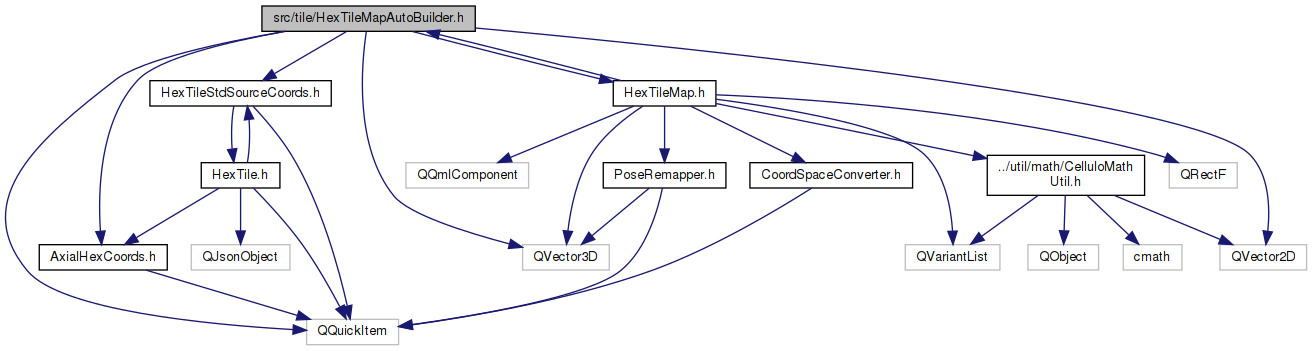 src/tile/HexTileMapAutoBuilder.h
HexTileStdSourceCoords.h
HexTileMap.h
HexTile.h
QQmlComponent
PoseRemapper.h
CoordSpaceConverter.h
../util/math/CelluloMath
Util.h
QRectF
AxialHexCoords.h
QJsonObject
QVector3D
QVariantList
QObject
cmath
QVector2D
QQuickItem